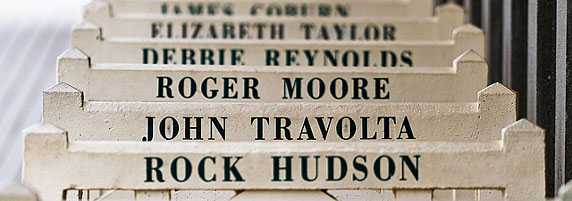 JAMES COBURN
ELIZABETH TAYLOR
DEBBIE REYNOLDS
ROGER MOORE
JOHN TRAVOLTA
ROCK HUDSON